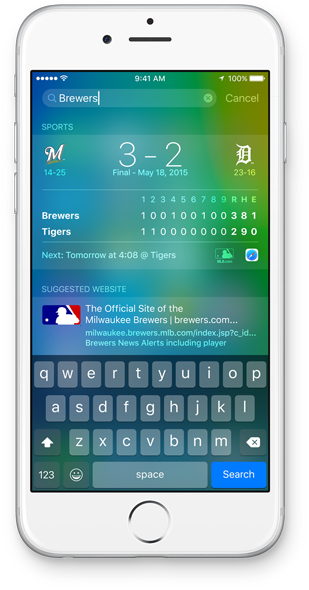 9:41 AM 100%
Brewers Cancel
SPORTS
M 3 - 2 D
14-25 Final - May 18, 2015 23-16
1 2 3 4 5 6 7 8 9 R H E
Brewers 1 0 0 1 0 0 1 0 0 3 8 1
Tigers 1 1 0 0 0 0 0 0 0 2 9 0
Next: Tomorrow at 4:08 @ Tigers MLB.com
SUGGESTED WEBSITE
The Official Site of the
Milwaukee Brewers | brewers.com...
milwaukee.brewers.mlb.com/index.jsp?c_id...
Brewers News Alerts including player
q w e r t y u i o p
a s d f g h j k l
z x c v b n m
123 space Search